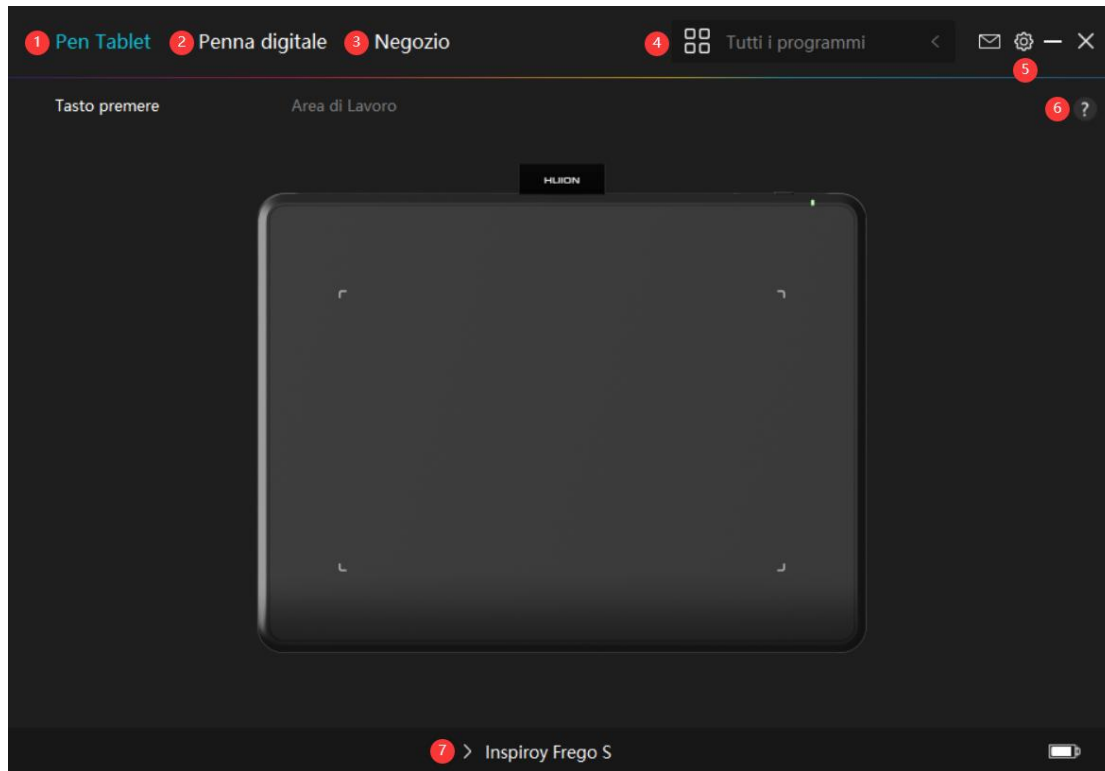 1 Pen Tablet 2 Penna digitale 3 Negozio 4 Tutti i programmi
5
Tasto premere Area di Lavoro 6 ?
HUION
7 Inspiroy Frego S